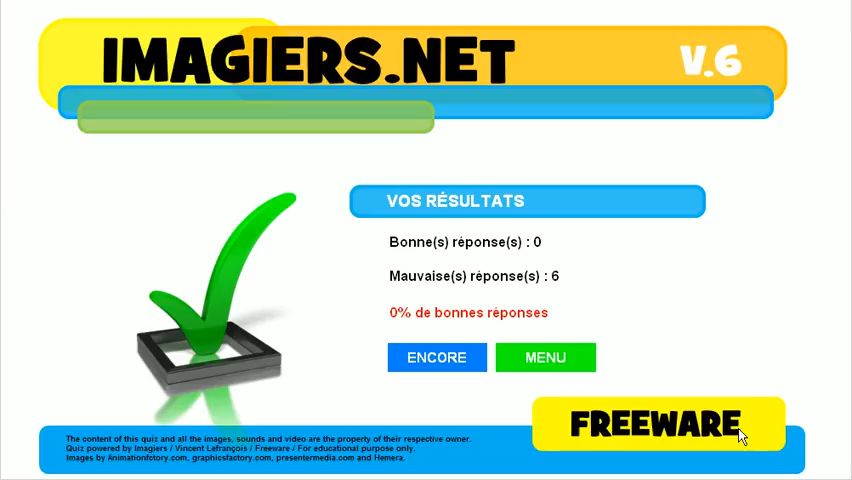 IMAGIERS.NET
V.6
VOS RÉSULTATS
Bonne(s) réponse(s) : 0
Mauvaise(s) réponse(s) : 6
0% de bonnes réponses
ENCORE MENU
FREEWARE
The content of this quiz and all the images, sounds and video are the property of their respective owner.
Quiz powered by Imagiers / Vincent Lefrançois / Freeware / For educational purpose only.
Images by Animationfctory.com, graphicsfactory.com, presentermedia.com and Hemera.